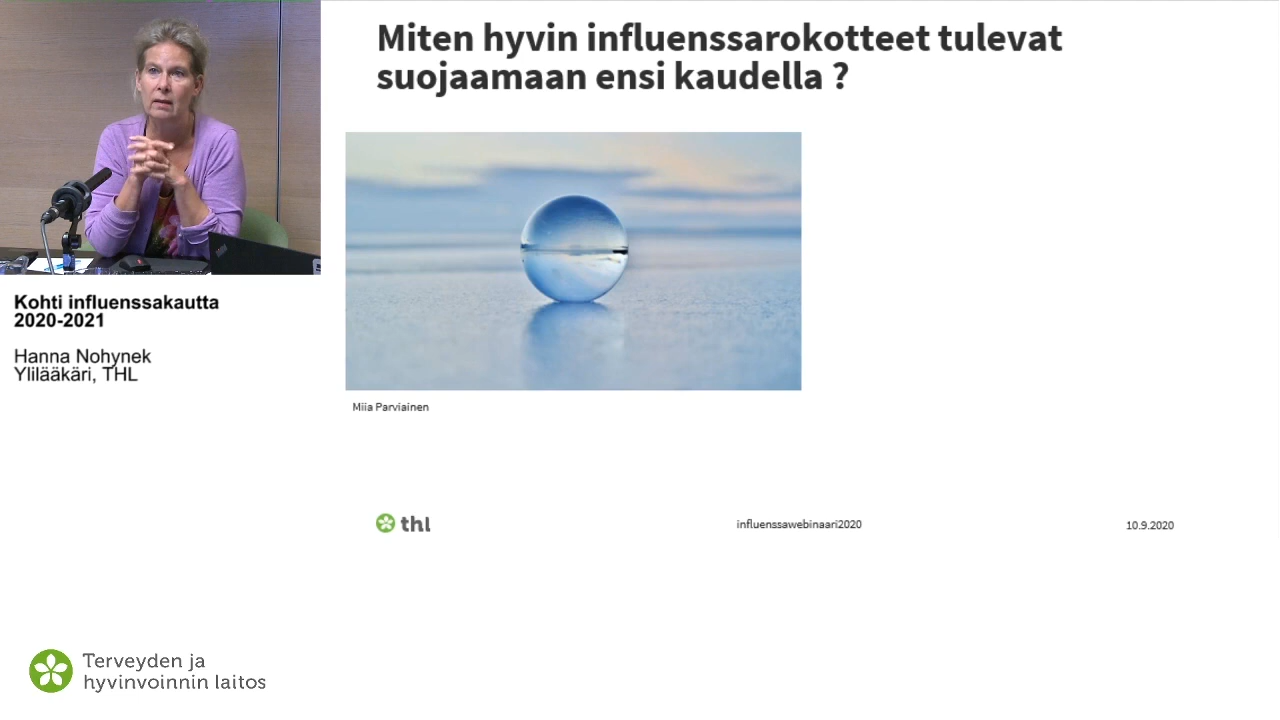 Miten hyvin influenssarokotteet tulevat
suojaamaan ensi kaudella ?
Kohti influenssakautta
2020-2021
Hanna Nohynek
Ylilääkäri, THL
Miia Parviainen
thl
influenssawebinaari2020
10.9.2020
Terveyden ja
hyvinvoinnin laitos